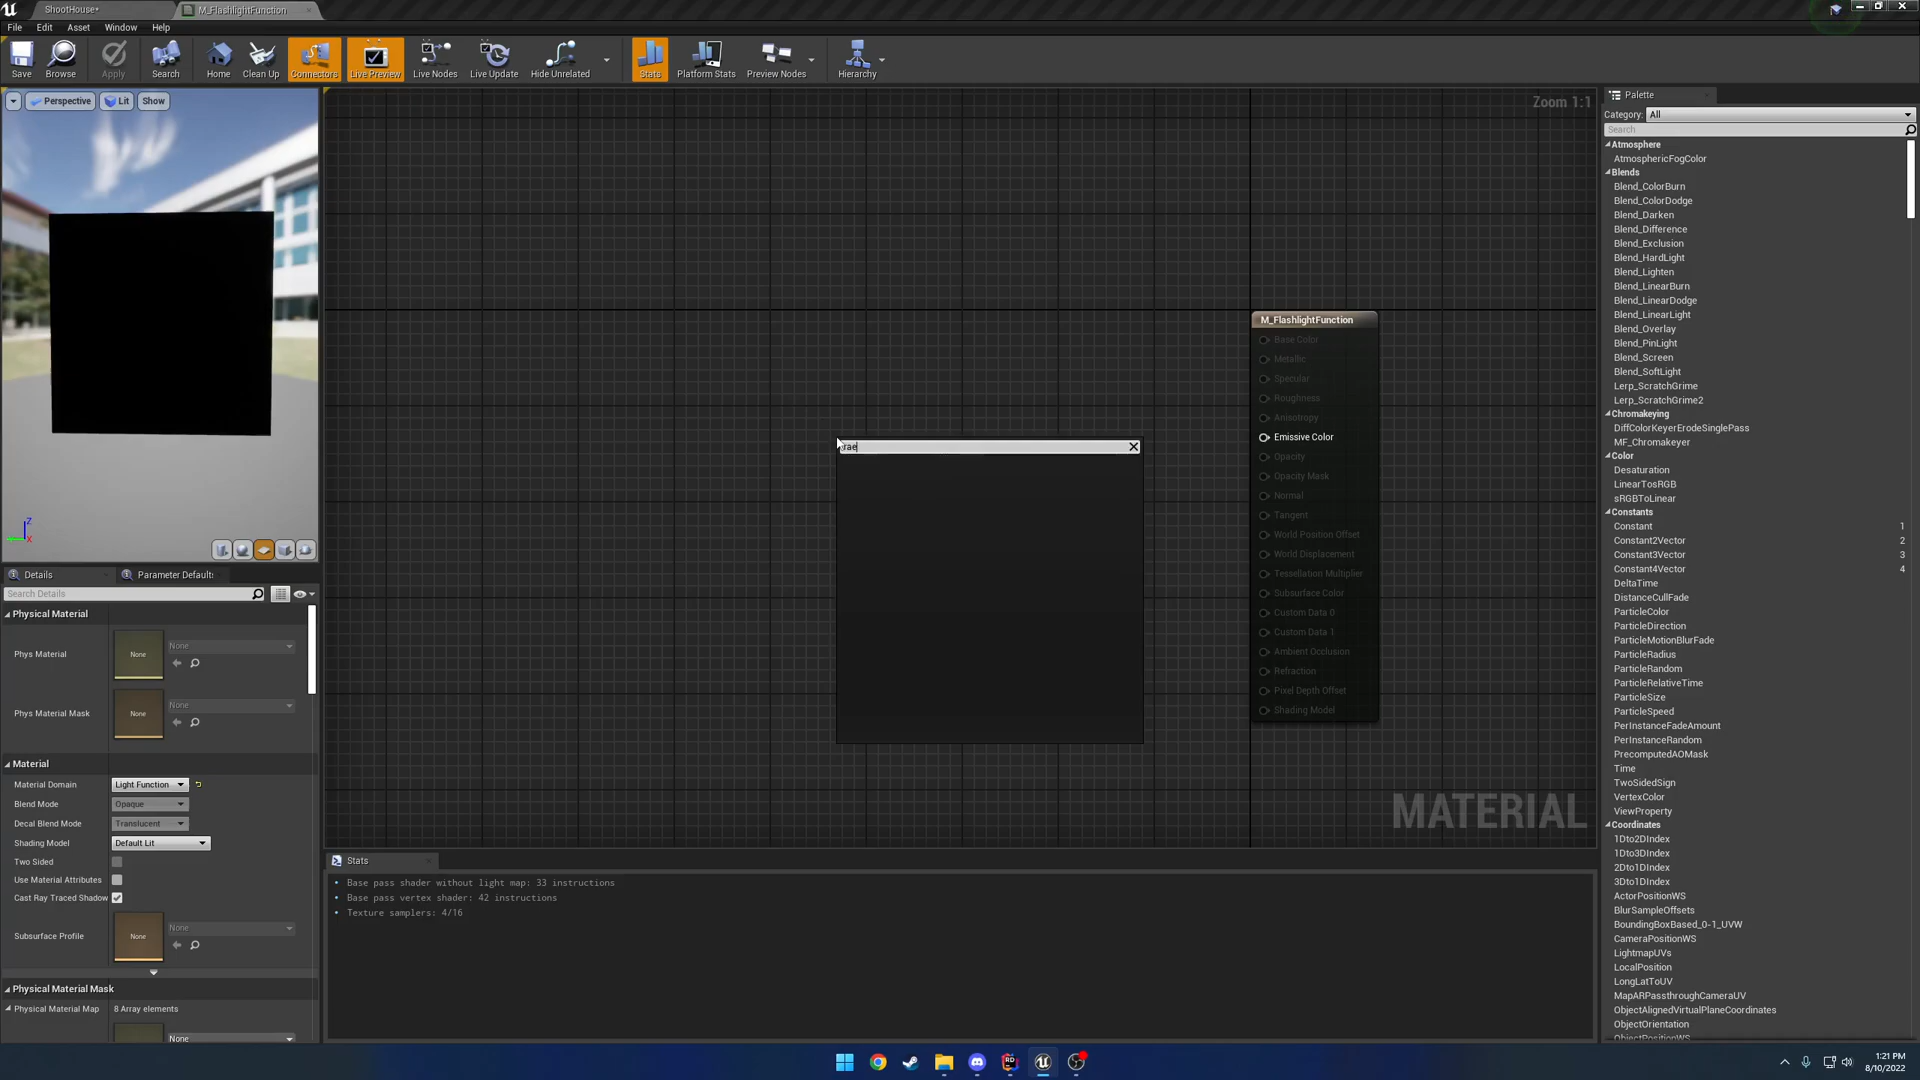 ShootHouse*
M_FlashlightFunction
File Edit Asset Window Help
Save Browse Apply Search Home Clean Up Connectors Live Preview Live Nodes Live Update Hide Unrelated Stats Platform Stats Preview Nodes Hierarchy
Perspective Lit Show
Zoom 1:1
Palette
Category: All
Search
Atmosphere
AtmosphericFogColor
Blends
Blend_ColorBurn
Blend_ColorDodge
Blend_Darken
Blend_Difference
Blend_Exclusion
Blend_HardLight
Blend_Lighten
Blend_LinearBurn
Blend_LinearDodge
Blend_LinearLight
Blend_Overlay
Blend_PinLight
Blend_Screen
Blend_SoftLight
Lerp_ScratchGrime
Lerp_ScratchGrime2
Chromakeying
DiffColorKeyerErodeSinglePass
MF_Chromakeyer
Color
Desaturation
LinearTosRGB
sRGBToLinear
Constants
Constant 1
Constant2Vector 2
Constant3Vector 3
Constant4Vector 4
DeltaTime
DistanceCullFade
ParticleColor
ParticleDirection
ParticleMotionBlurFade
ParticleRadius
ParticleRandom
ParticleRelativeTime
ParticleSize
ParticleSpeed
PerInstanceFadeAmount
PerInstanceRandom
PrecomputedAOMask
Time
TwoSidedSign
VertexColor
ViewProperty
Coordinates
1Dto2DIndex
1Dto3DIndex
2Dto1DIndex
3Dto1DIndex
ActorPositionWS
BlurSampleOffsets
BoundingBoxBased_0-1_UVW
CameraPositionWS
LightmapUVs
LocalPosition
LongLatToUV
MapARPassthroughCameraUV
ObjectAlignedVirtualPlaneCoordinates
ObjectOrientation
ObjectPositionWS
M_FlashlightFunction
Base Color
Metallic
Specular
Roughness
Anisotropy
Emissive Color
Opacity
Opacity Mask
Normal
Tangent
World Position Offset
World Displacement
Tessellation Multiplier
Subsurface Color
Custom Data 0
Custom Data 1
Ambient Occlusion
Refraction
Pixel Depth Offset
Shading Model
rae
MATERIAL
Z
X
Details Parameter Defaults
Search Details
Physical Material
Phys Material None None
Phys Material Mask None None
Material
Material Domain Light Function
Blend Mode Opaque
Decal Blend Mode Translucent
Shading Model Default Lit
Two Sided
Use Material Attributes
Cast Ray Traced Shadow
Subsurface Profile None None
Physical Material Mask
Physical Material Map 8 Array elements
None
Stats
Base pass shader without light map: 33 instructions
Base pass vertex shader: 42 instructions
Texture samplers: 4/16
1:21 PM
8/10/2022